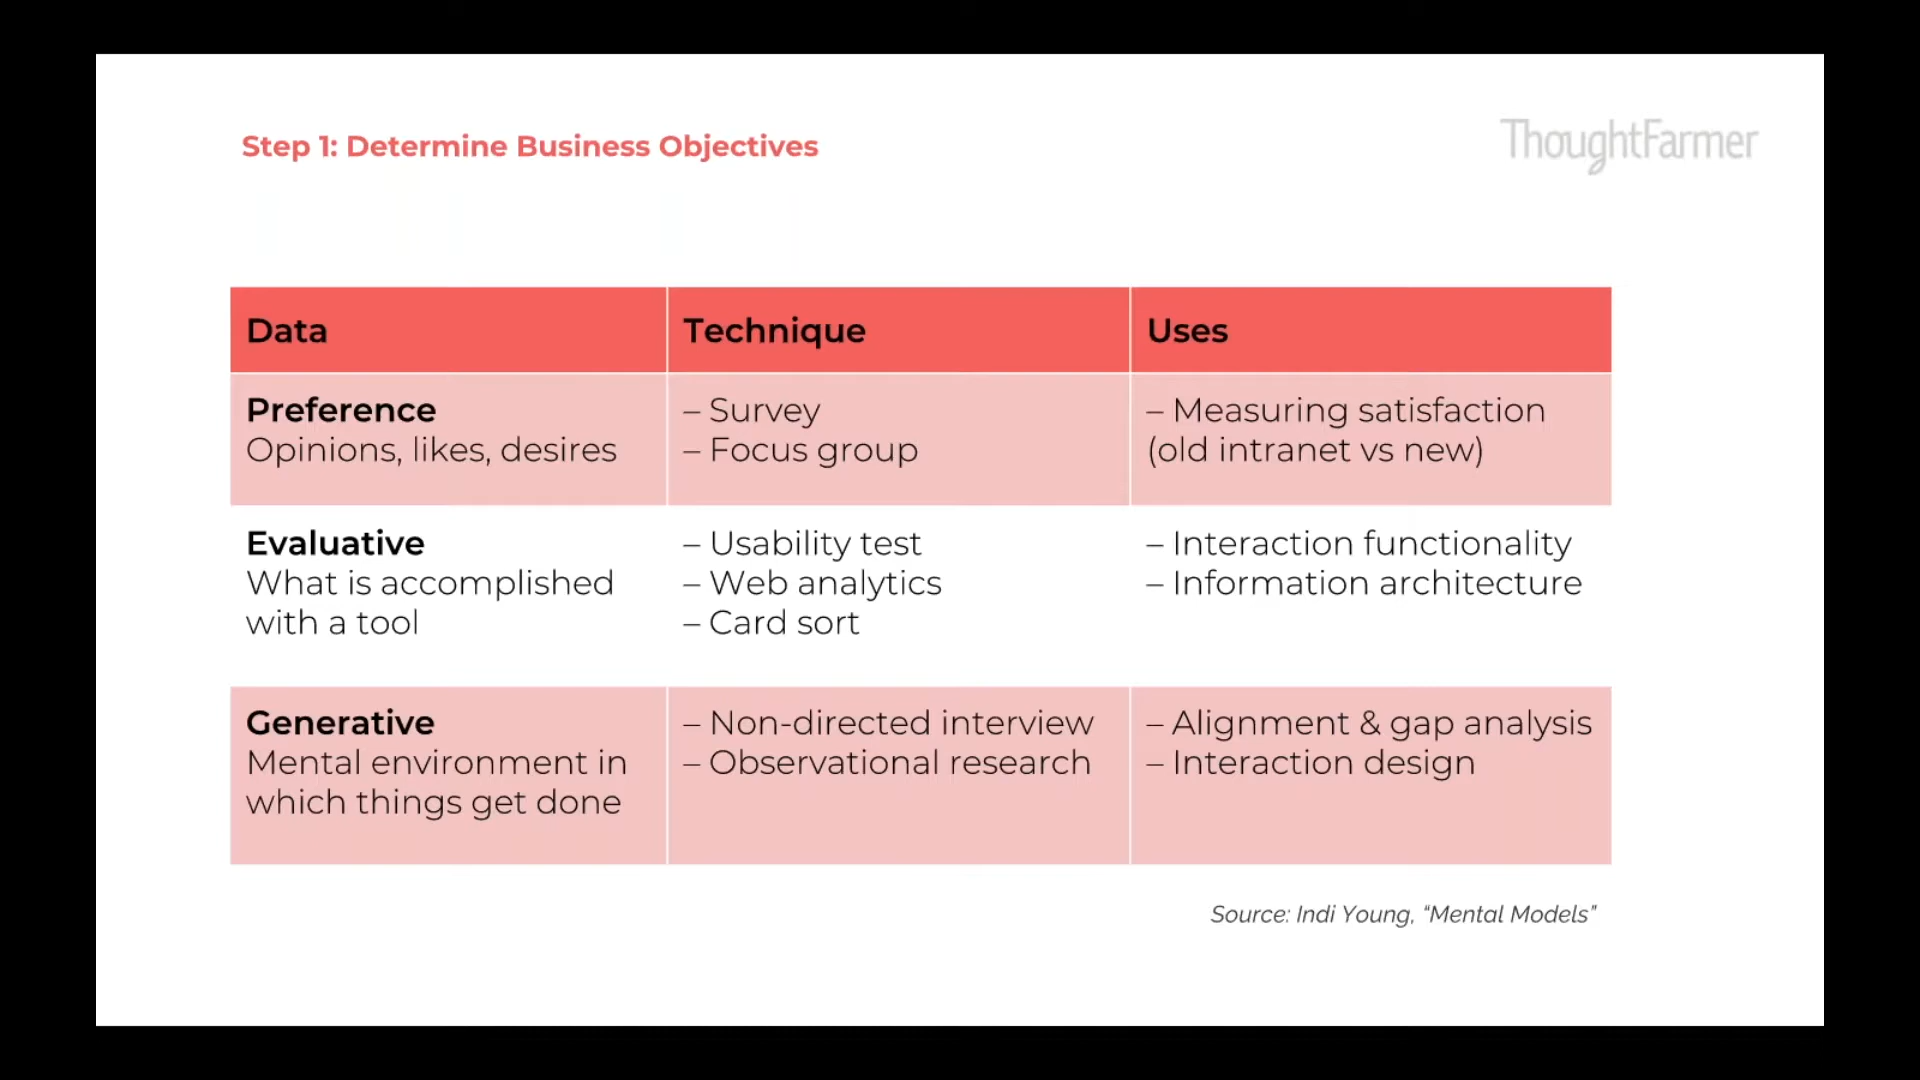 Step 1: Determine Business Objectives
ThoughtFarmer
Data
Technique
Uses
Preference
Opinions, likes, desires
– Survey
– Focus group
– Measuring satisfaction
(old intranet vs new)
Evaluative
What is accomplished
with a tool
– Usability test
– Web analytics
– Card sort
– Interaction functionality
– Information architecture
Generative
Mental environment in
which things get done
– Non-directed interview
– Observational research
– Alignment & gap analysis
– Interaction design
Source: Indi Young, “Mental Models”